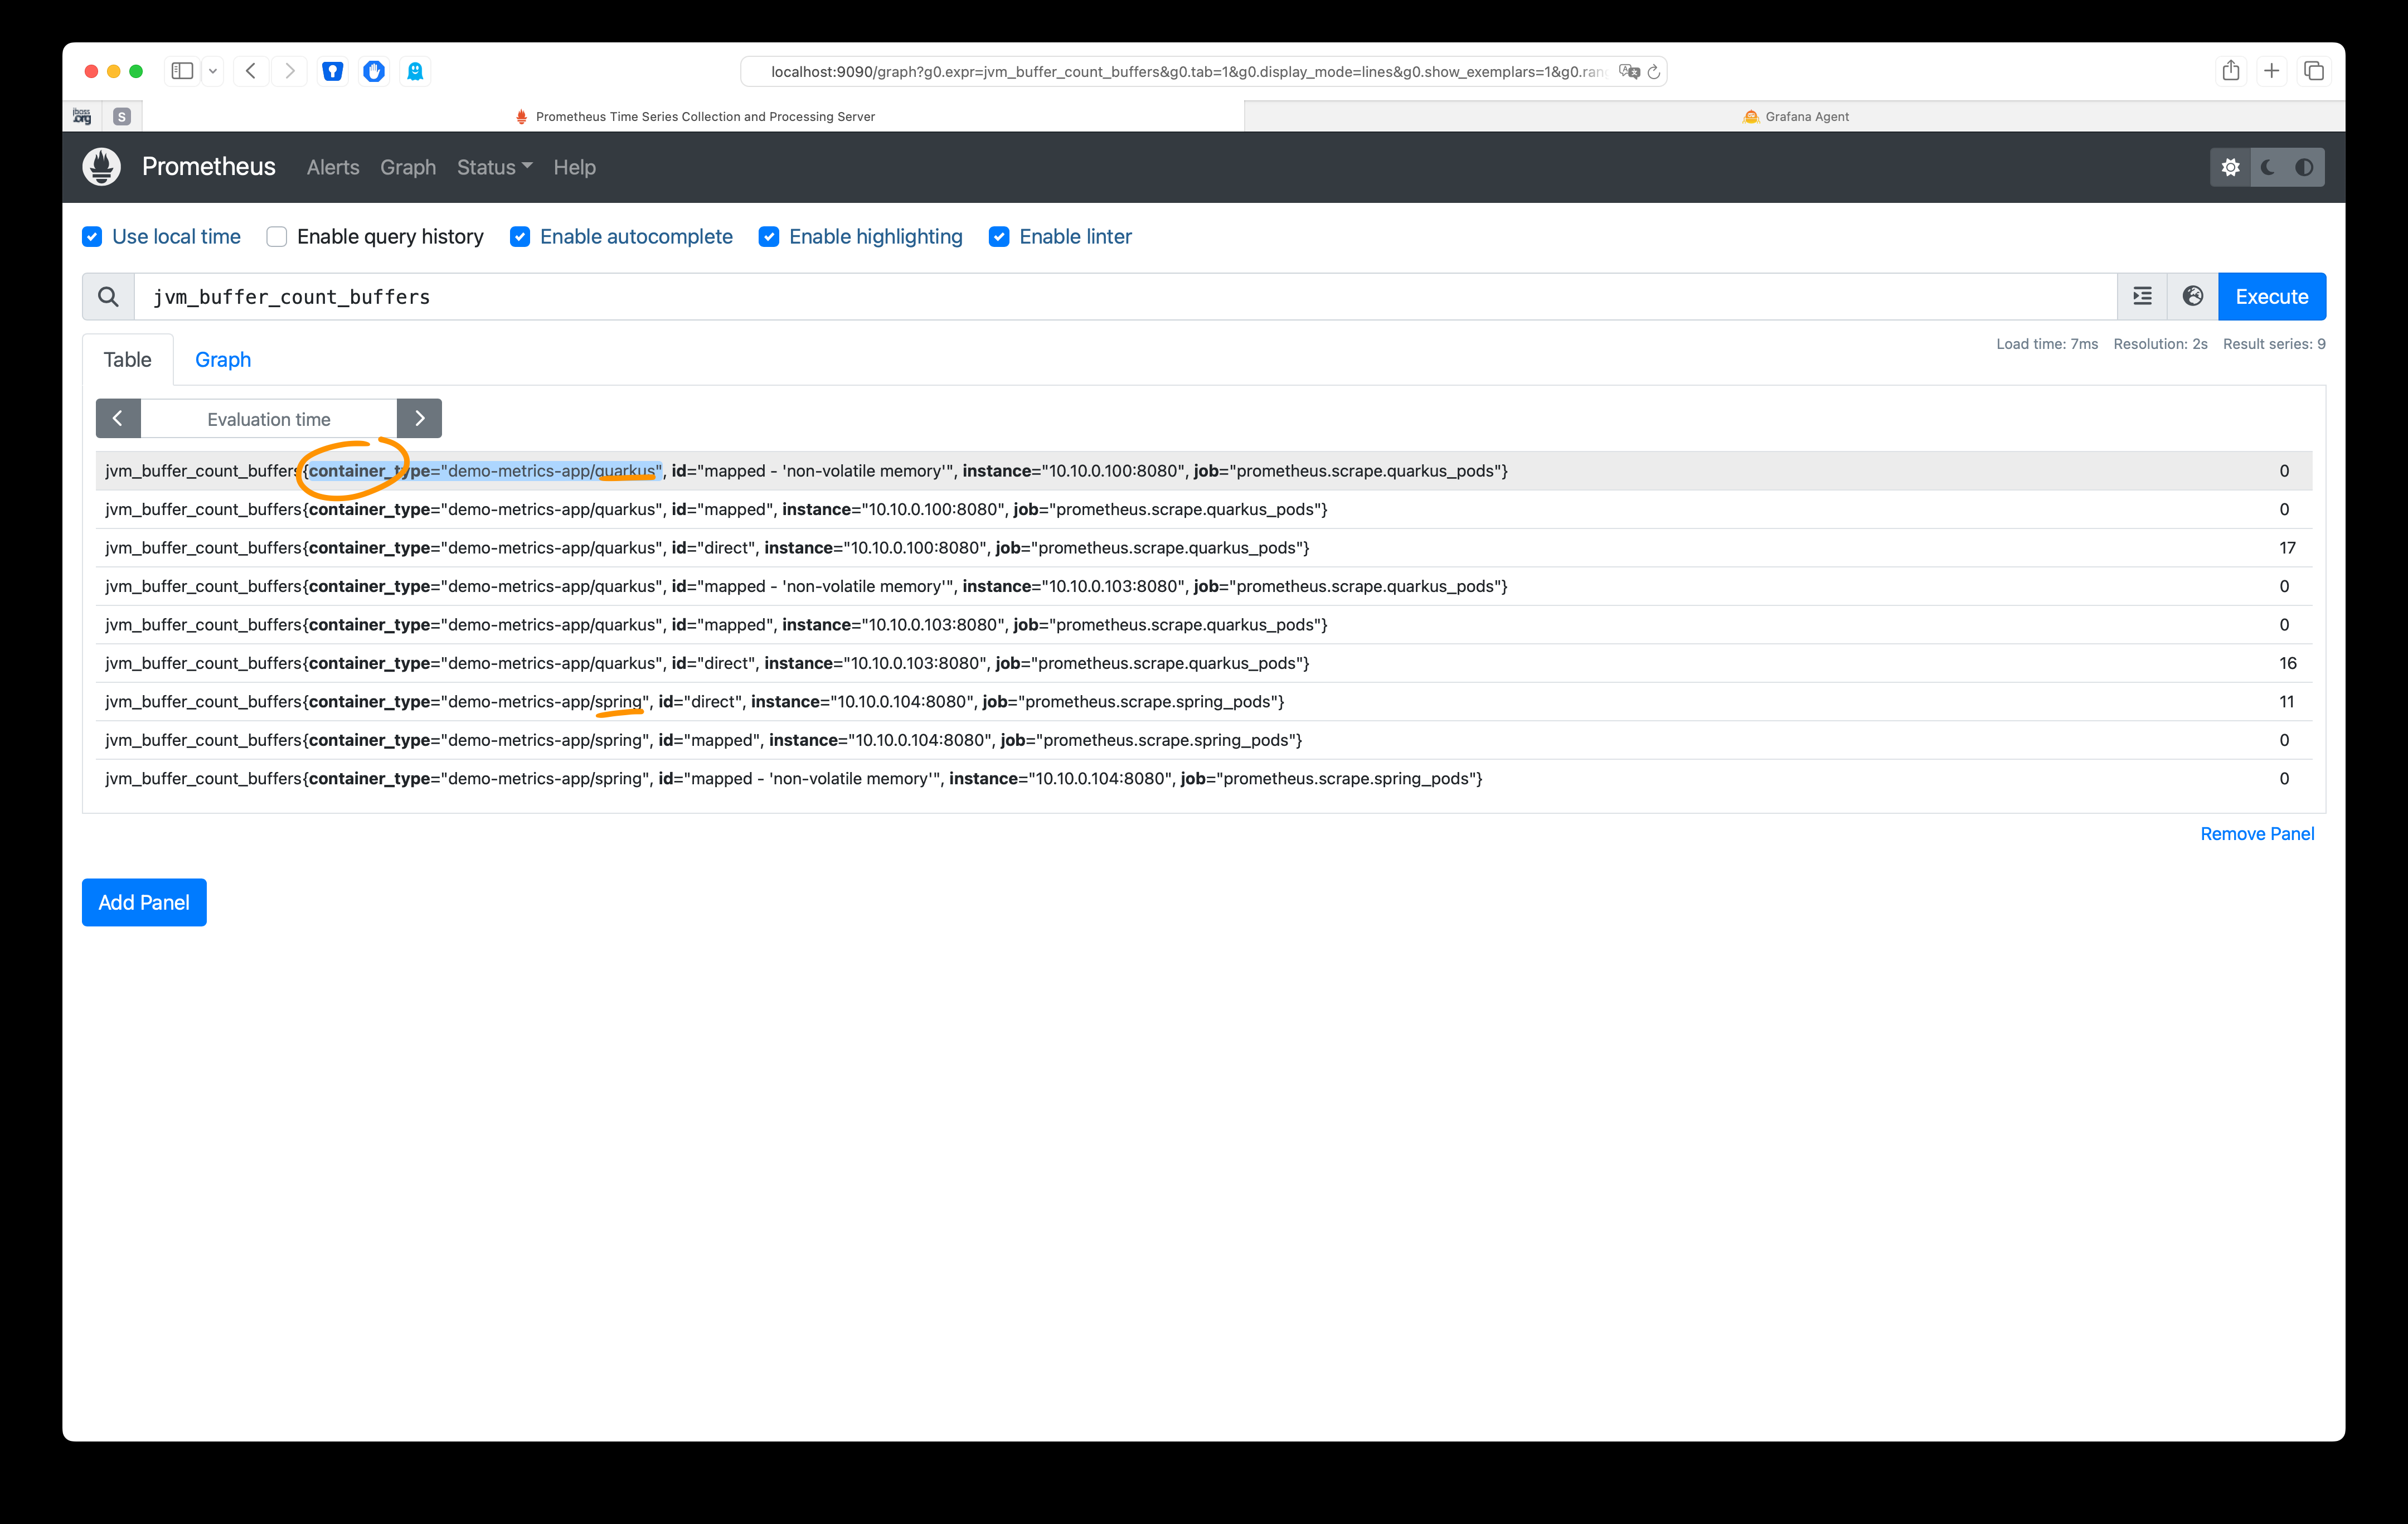 localhost:9090/graph?g0.expr=jvm_buffer_count_buffers&g0.tab=1&g0.display_mode=lines&g0.show_exemplars=1&g0.ran
jboss.org S Prometheus Time Series Collection and Processing Server Grafana Agent
Prometheus Alerts Graph Status Help
Use local time Enable query history Enable autocomplete Enable highlighting Enable linter
jvm_buffer_count_buffers Execute
Table Graph Load time: 7ms Resolution: 2s Result series: 9
Evaluation time
jvm_buffer_count_buffers{container_type="demo-metrics-app/quarkus", id="mapped - 'non-volatile memory'", instance="10.10.0.100:8080", job="prometheus.scrape.quarkus_pods"} 0
jvm_buffer_count_buffers{container_type="demo-metrics-app/quarkus", id="mapped", instance="10.10.0.100:8080", job="prometheus.scrape.quarkus_pods"} 0
jvm_buffer_count_buffers{container_type="demo-metrics-app/quarkus", id="direct", instance="10.10.0.100:8080", job="prometheus.scrape.quarkus_pods"} 17
jvm_buffer_count_buffers{container_type="demo-metrics-app/quarkus", id="mapped - 'non-volatile memory'", instance="10.10.0.103:8080", job="prometheus.scrape.quarkus_pods"} 0
jvm_buffer_count_buffers{container_type="demo-metrics-app/quarkus", id="mapped", instance="10.10.0.103:8080", job="prometheus.scrape.quarkus_pods"} 0
jvm_buffer_count_buffers{container_type="demo-metrics-app/quarkus", id="direct", instance="10.10.0.103:8080", job="prometheus.scrape.quarkus_pods"} 16
jvm_buffer_count_buffers{container_type="demo-metrics-app/spring", id="direct", instance="10.10.0.104:8080", job="prometheus.scrape.spring_pods"} 11
jvm_buffer_count_buffers{container_type="demo-metrics-app/spring", id="mapped", instance="10.10.0.104:8080", job="prometheus.scrape.spring_pods"} 0
jvm_buffer_count_buffers{container_type="demo-metrics-app/spring", id="mapped - 'non-volatile memory'", instance="10.10.0.104:8080", job="prometheus.scrape.spring_pods"} 0
Remove Panel
Add Panel